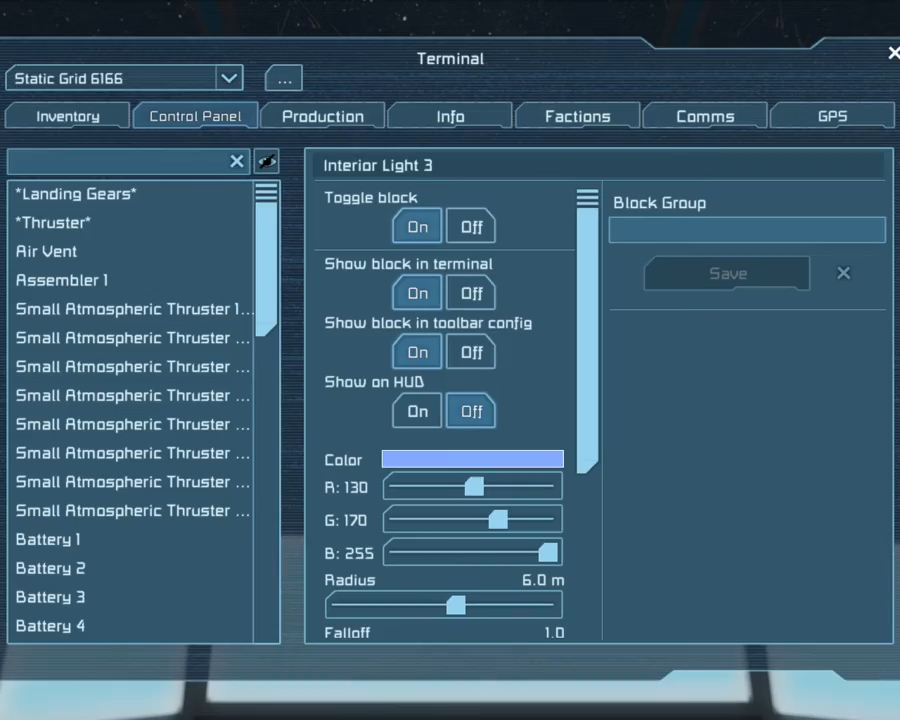 Terminal
Static Grid 6166
...
Inventory
Control Panel
Production
Info
Factions
Comms
GPS
*Landing Gears*
*Thruster*
Air Vent
Assembler 1
Small Atmospheric Thruster 1...
Small Atmospheric Thruster ...
Small Atmospheric Thruster ...
Small Atmospheric Thruster ...
Small Atmospheric Thruster ...
Small Atmospheric Thruster ...
Small Atmospheric Thruster ...
Small Atmospheric Thruster ...
Battery 1
Battery 2
Battery 3
Battery 4
Interior Light 3
Toggle block
On Off
Show block in terminal
On Off
Show block in toolbar config
On Off
Show on HUD
On Off
Color
R: 130
G: 170
B: 255
Radius 6.0 m
Falloff 1.0
Block Group
Save